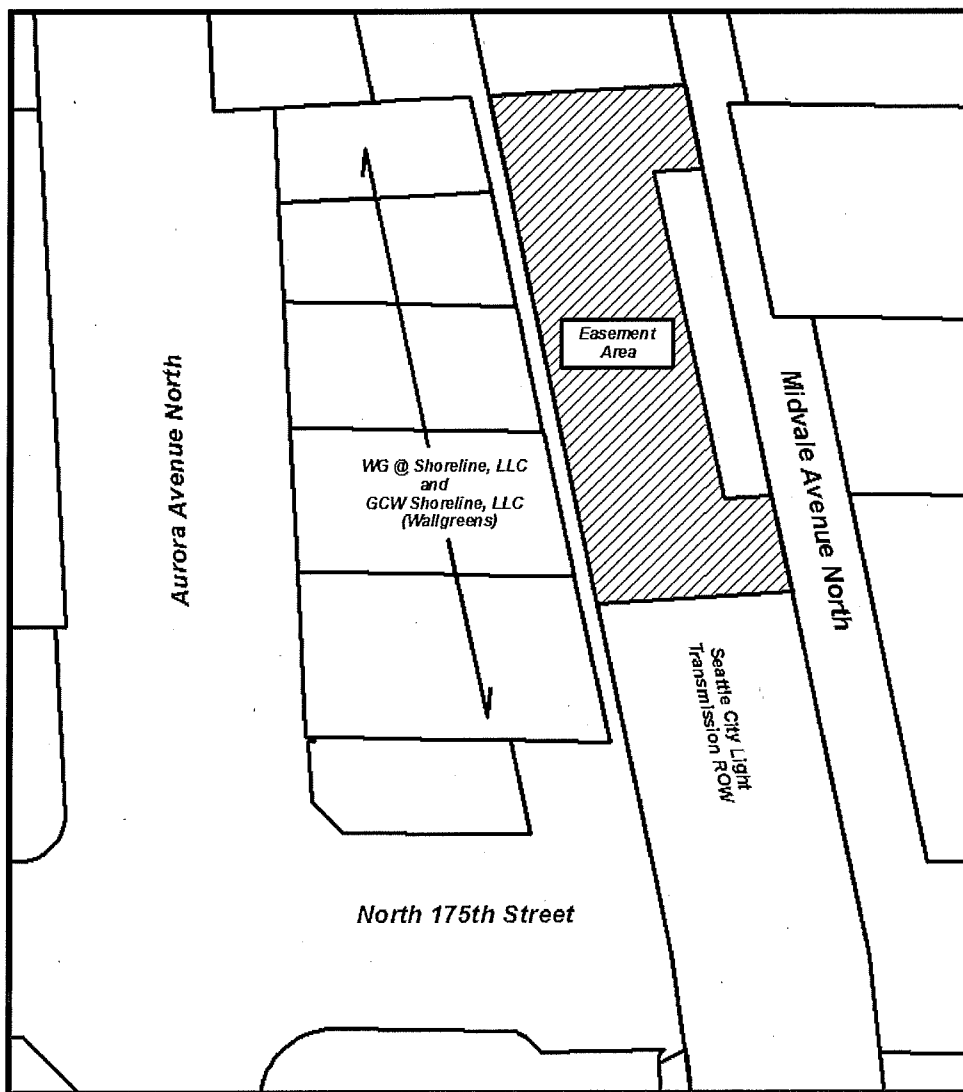 Easement
Area
Aurora Avenue North
Midvale Avenue North
WG @ Shoreline, LLC
and
GCW Shoreline, LLC
(Wallgreens)
Seattle City Light
Transmission ROW
North 175th Street